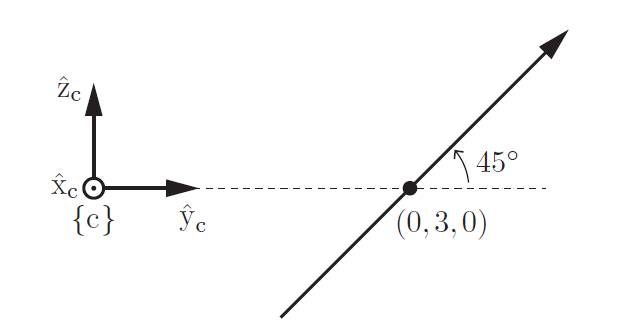 ẑc
x̂c
{c}
ŷc
45°
(0, 3, 0)